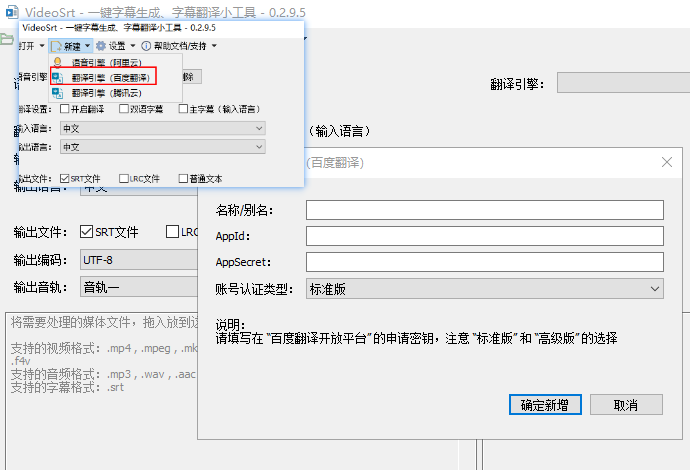 VideoSrt - 一键字幕生成、字幕翻译小工具 - 0.2.9.5
VideoSrt - 一键字幕生成、字幕翻译小工具 - 0.2.9.5
打开 新建 设置 帮助文档/支持
语音引擎（阿里云）
音引擎
翻译引擎（百度翻译）
删除
翻译引擎（腾讯云）
译设置： 开启翻译 双语字幕 主字幕（输入语言）
入语言： 中文
出语言： 中文
出文件： SRT文件 LRC文件 普通文本
翻译引擎：
（输入语言）
中文
输出文件： SRT文件 LRC
输出编码： UTF-8
输出音轨： 音轨一
将需要处理的媒体文件，拖入放到这
支持的视频格式：.mp4 , .mpeg , .mk
.f4v
支持的音频格式：.mp3 , .wav , .aac
支持的字幕格式：.srt
(百度翻译)
名称/别名：
AppId：
AppSecret：
账号认证类型： 标准版
说明：
请填写在“百度翻译开放平台”的申请密钥，注意“标准版”和“高级版”的选择
确定新增 取消